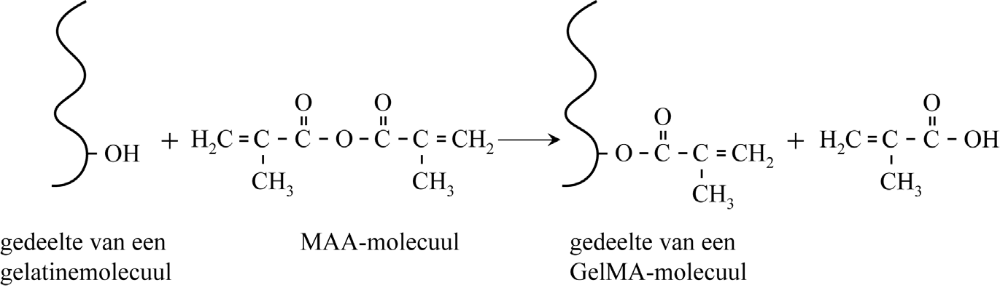 O O O O
OH + H₂C = C – C – O – C – C = CH₂ → O – C – C = CH₂ + H₂C = C – C – OH
CH₃ CH₃ CH₃ CH₃
gedeelte van een MAA-molecuul gedeelte van een
gelatinemolecuul GelMA-molecuul